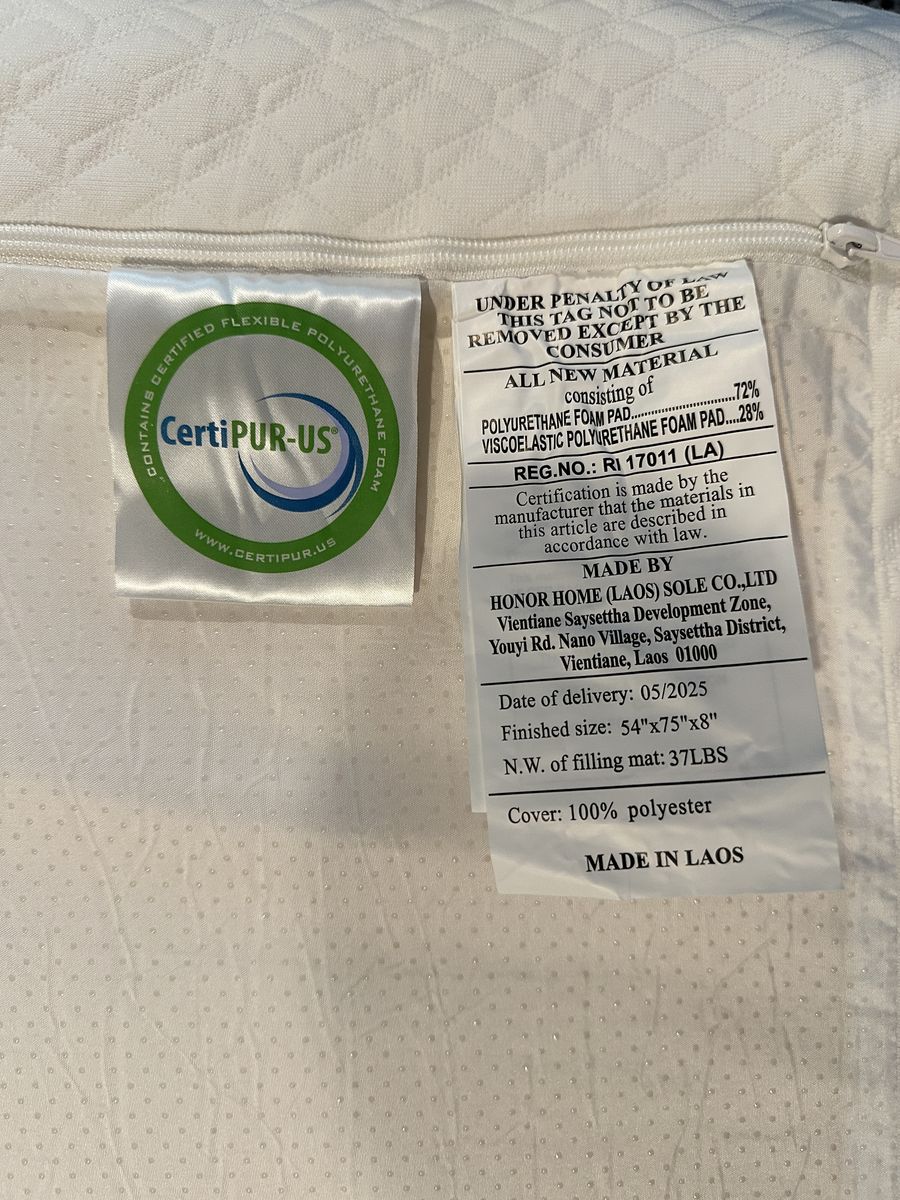 CONTAINS CERTIFIED FLEXIBLE POLYURETHANE FOAM
CertiPUR-US®
WWW.CERTIPUR.US
UNDER PENALTY OF LAW
THIS TAG NOT TO BE
REMOVED EXCEPT BY THE
CONSUMER
ALL NEW MATERIAL
consisting of
POLYURETHANE FOAM PAD............................72%
VISCOELASTIC POLYURETHANE FOAM PAD....28%
REG.NO.: RI 17011 (LA)
Certification is made by the
manufacturer that the materials in
this article are described in
accordance with law.
MADE BY
HONOR HOME (LAOS) SOLE CO.,LTD
Vientiane Saysettha Development Zone,
Youyi Rd. Nano Village, Saysettha District,
Vientiane, Laos 01000
Date of delivery: 05/2025
Finished size: 54"x75"x8"
N.W. of filling mat: 37LBS
Cover: 100% polyester
MADE IN LAOS